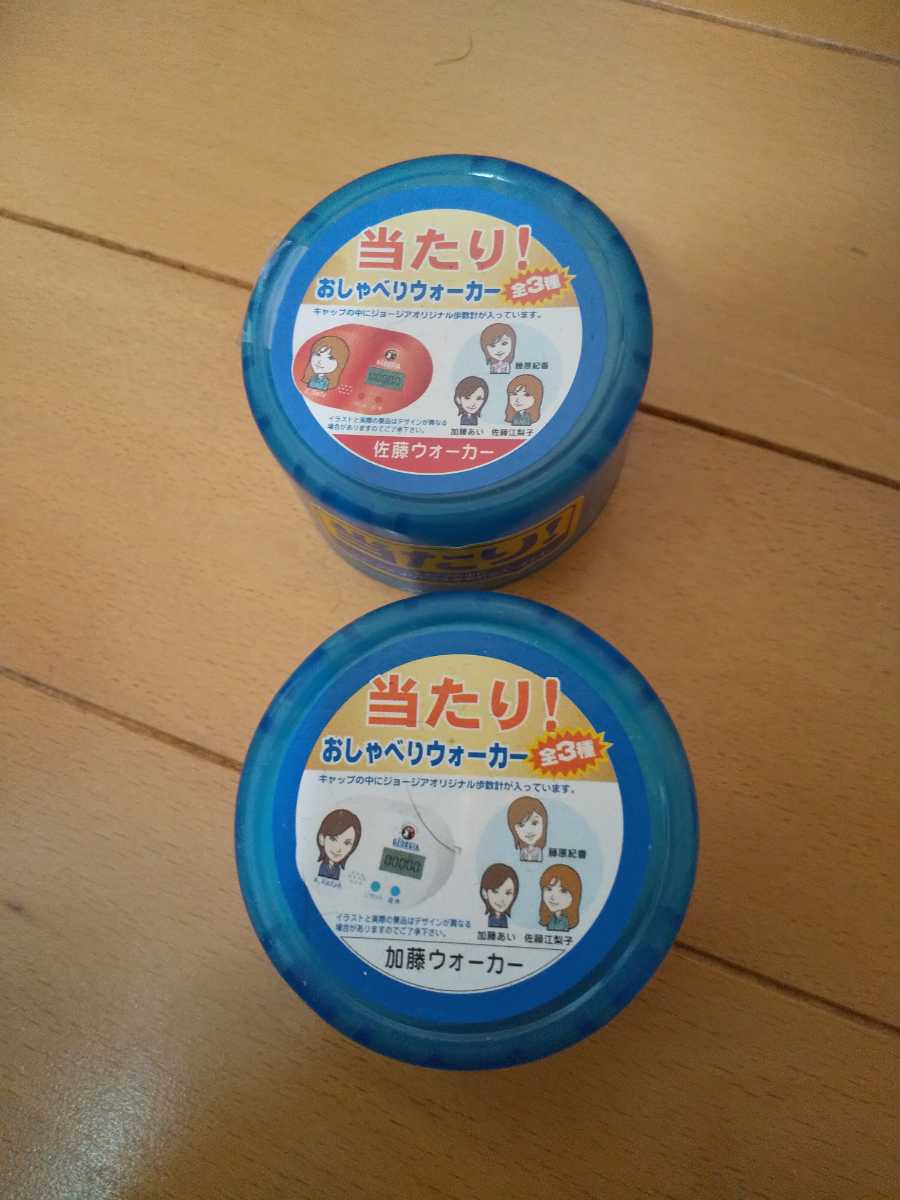 当たり!
おしゃべりウォーカー 全3種
キャップの中にジョージアオリジナル歩数計が入っています。
GEORGIA
00000
藤原紀香
加藤あい 佐藤江梨子
イラストと実際の景品はデザインが異なる
場合がありますのでご了承下さい。
佐藤ウォーカー
当たり!
当たり!
おしゃべりウォーカー 全3種
キャップの中にジョージアオリジナル歩数計が入っています。
GEORGIA
00000
藤原紀香
加藤あい 佐藤江梨子
イラストと実際の景品はデザインが異なる
場合がありますのでご了承下さい。
加藤ウォーカー